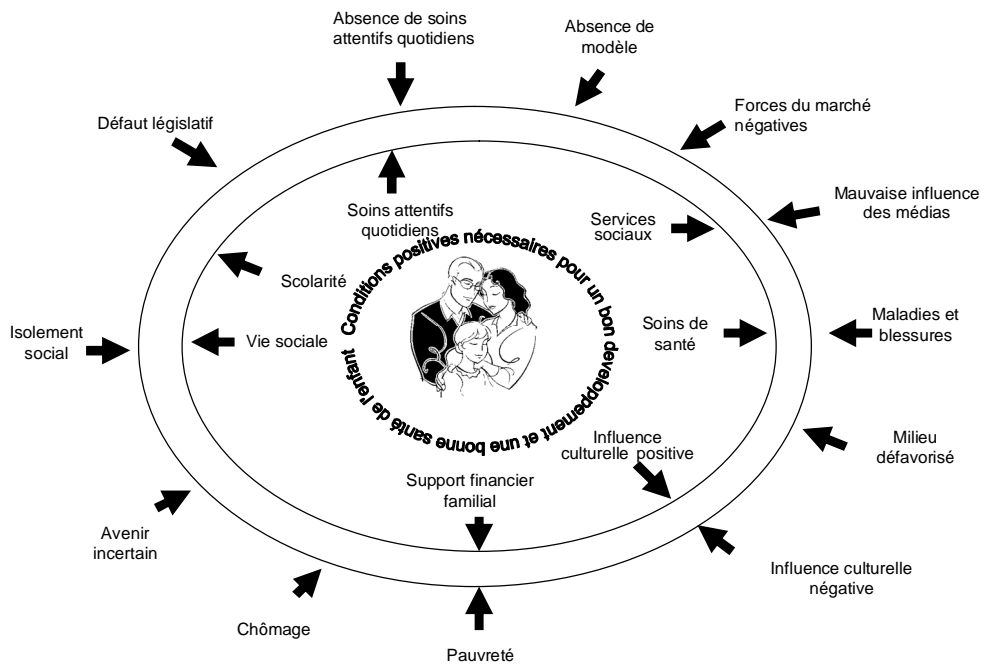 Absence de soins
attentifs quotidiens
Absence de
modèle
Forces du marché
négatives
Défaut législatif
Mauvaise influence
des médias
Soins attentifs
quotidiens
Services
sociaux
Conditions positives nécessaires pour un bon developpement et une bonne santé de l'enfant
Scolarité
Isolement
social
Vie sociale
Soins de
santé
Maladies et
blessures
Influence
culturelle positive
Milieu
défavorisé
Support financier
familial
Avenir
incertain
Influence culturelle
négative
Chômage
Pauvreté